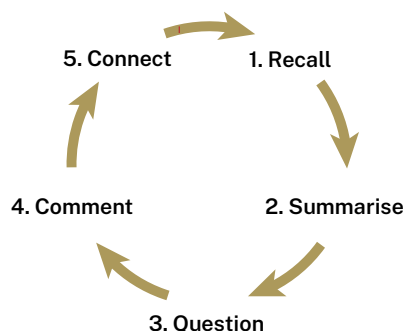 5. Connect
1. Recall
4. Comment
2. Summarise
3. Question